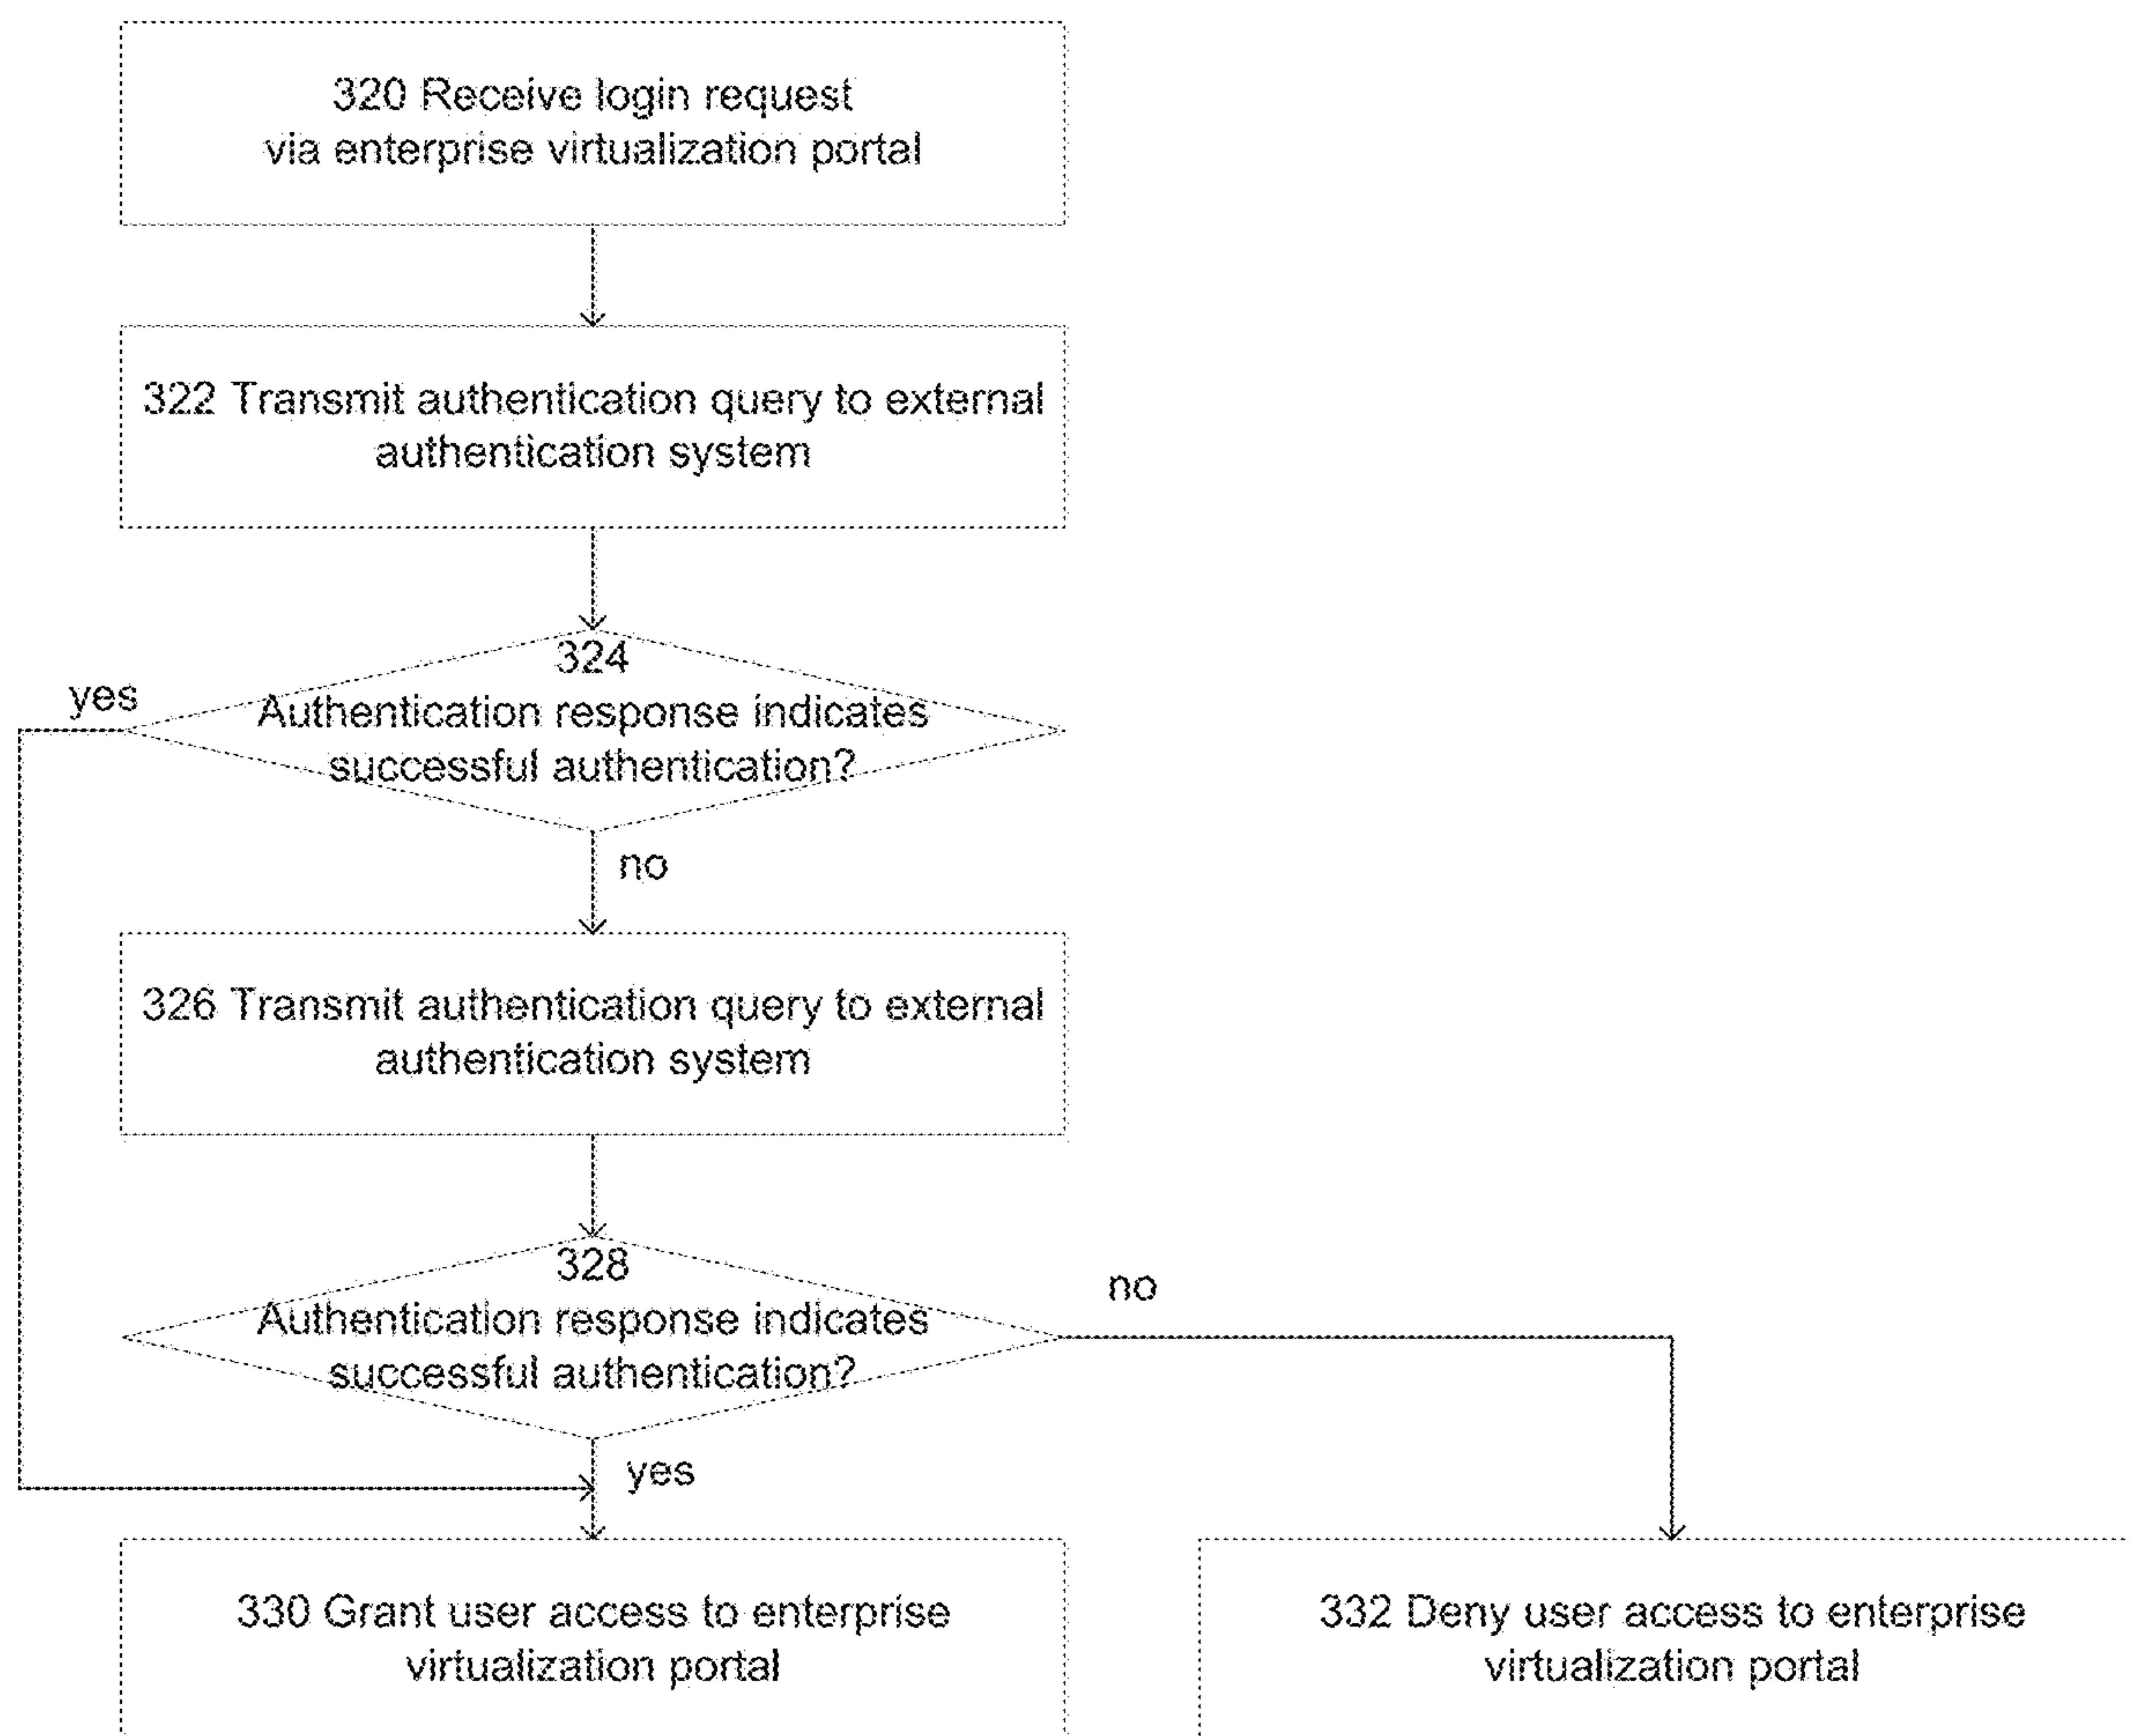 320 Receive login request
via enterprise virtualization portal
322 Transmit authentication query to external
authentication system
324
yes
Authentication response indicates
successful authentication?
no
326 Transmit authentication query to external
authentication system
328
no
Authentication response indicates
successful authentication?
yes
330 Grant user access to enterprise
virtualization portal
332 Deny user access to enterprise
virtualization portal